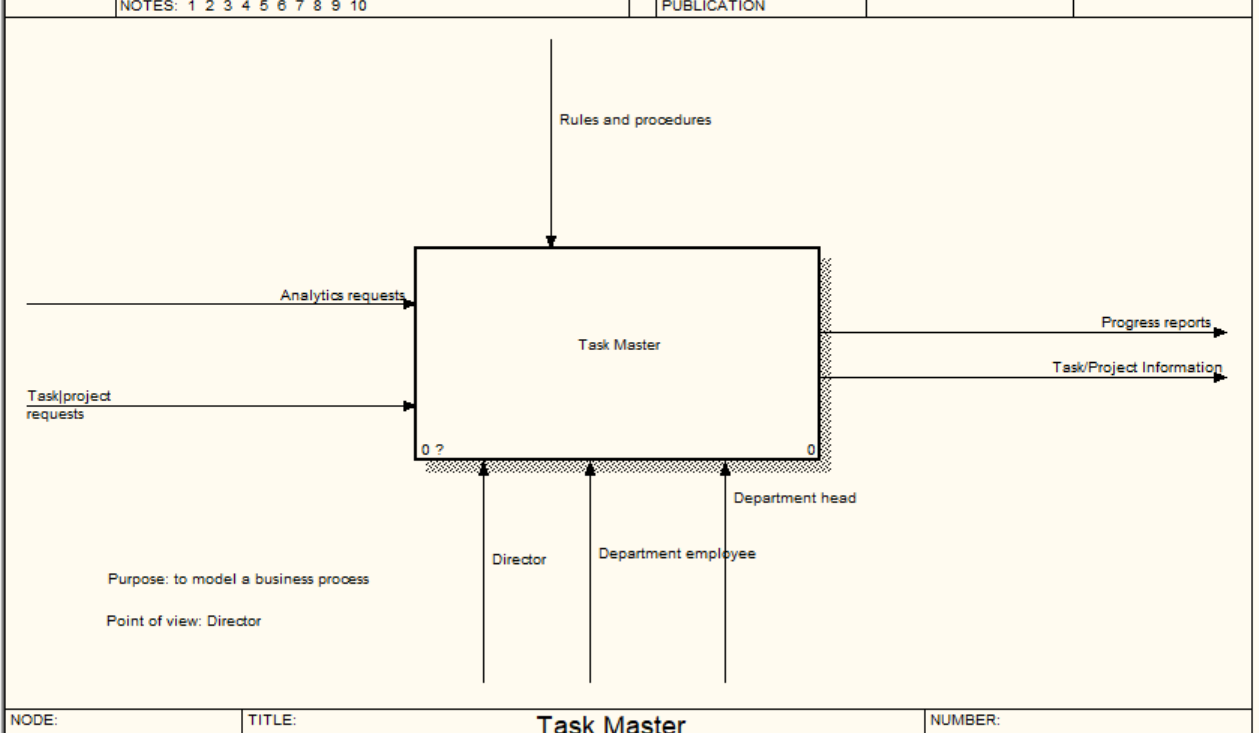 NOTES: 1 2 3 4 5 6 7 8 9 10
PUBLICATION
Rules and procedures
Analytics requests
Task Master
Progress reports
Task/Project Information
Task|project
requests
0 ?
0
Department head
Director
Department employee
Purpose: to model a business process
Point of view: Director
NODE:
TITLE:
Task Master
NUMBER: